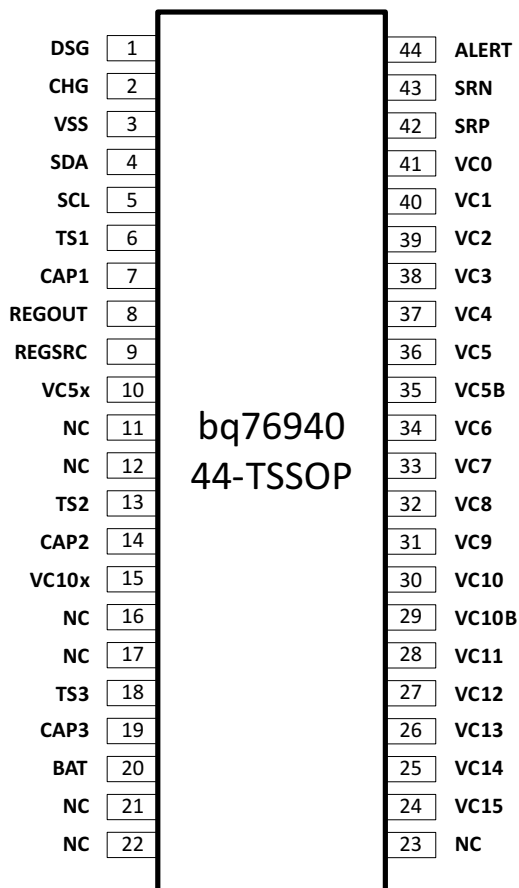 DSG 1 44 ALERT
CHG 2 43 SRN
VSS 3 42 SRP
SDA 4 41 VC0
SCL 5 40 VC1
TS1 6 39 VC2
CAP1 7 38 VC3
REGOUT 8 37 VC4
REGSRC 9 36 VC5
VC5x 10 35 VC5B
NC 11 34 VC6
bq76940
NC 12 33 VC7
44-TSSOP
TS2 13 32 VC8
CAP2 14 31 VC9
VC10x 15 30 VC10
NC 16 29 VC10B
NC 17 28 VC11
TS3 18 27 VC12
CAP3 19 26 VC13
BAT 20 25 VC14
NC 21 24 VC15
NC 22 23 NC